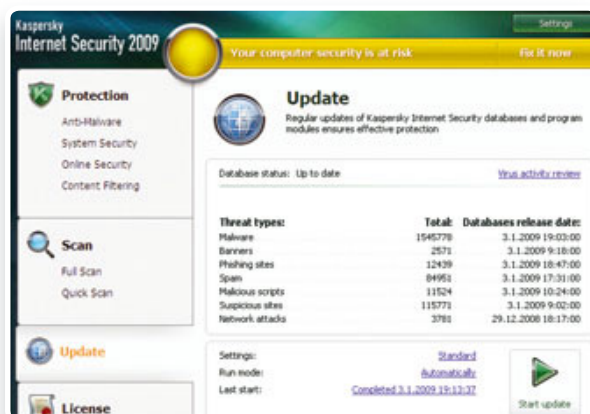 Kaspersky
Internet Security 2009
Settings
Your computer security is at risk
Fix it now
Protection
Anti-Malware
System Security
Online Security
Content Filtering
Scan
Full Scan
Quick Scan
Update
License
Update
Regular updates of Kaspersky Internet Security databases and program
modules ensures effective protection
Database status: Up to date
Virus activity review
Threat types: Total: Databases release date:
Malware 1545778 3.1.2009 19:03:00
Banners 2571 3.1.2009 9:18:00
Phishing sites 12439 3.1.2009 18:47:00
Spam 84951 3.1.2009 17:31:00
Malicious scripts 11524 3.1.2009 10:24:00
Suspicious sites 115771 3.1.2009 9:02:00
Network attacks 3781 29.12.2008 18:17:00
Settings: Standard
Run mode: Automatically
Last start: Completed 3.1.2009 19:13:37
Start update